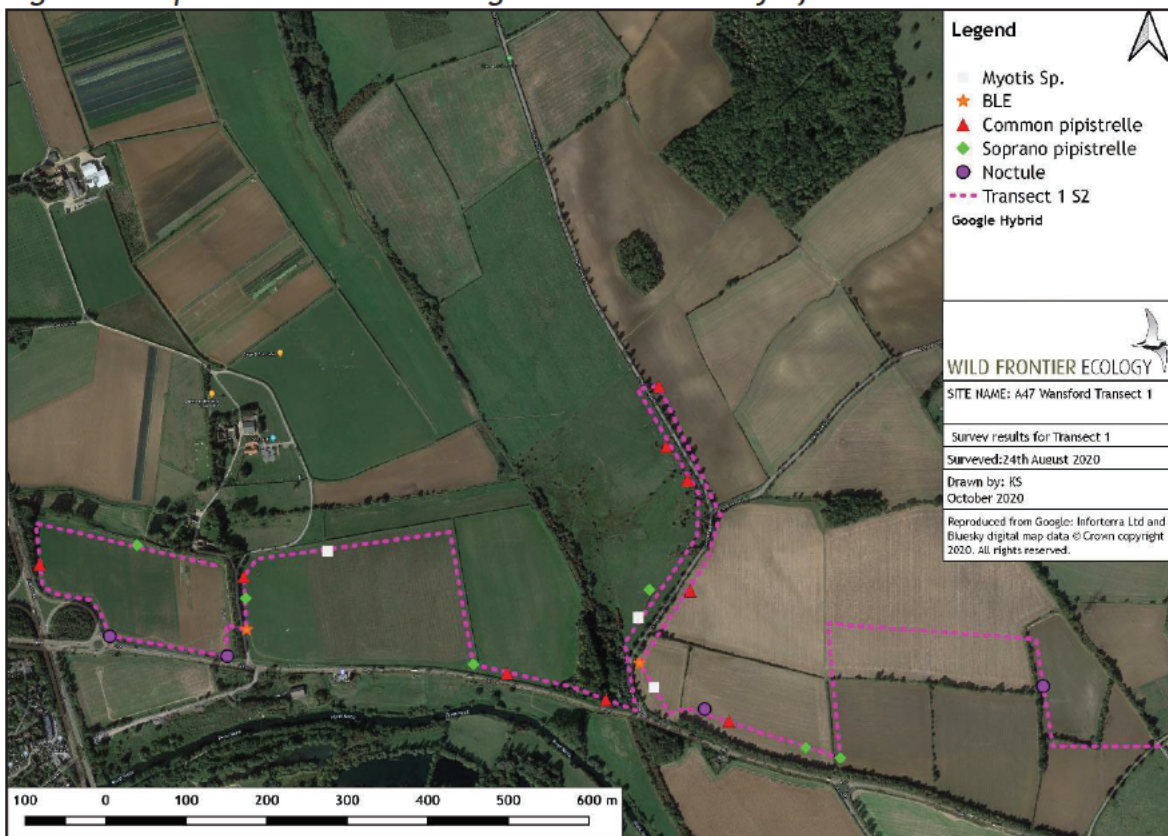 Legend
Myotis Sp.
BLE
Common pipistrelle
Soprano pipistrelle
Noctule
Transect 1 S2
Google Hybrid
WILD FRONTIER ECOLOGY
SITE NAME: A47 Wansford Transect 1
Survey results for Transect 1
Surveyed:24th August 2020
Drawn by: KS
October 2020
Reproduced from Google: Inforterra Ltd and
Bluesky digital map data © Crown copyright
2020. All rights reserved.
100 0 100 200 300 400 500 600 m